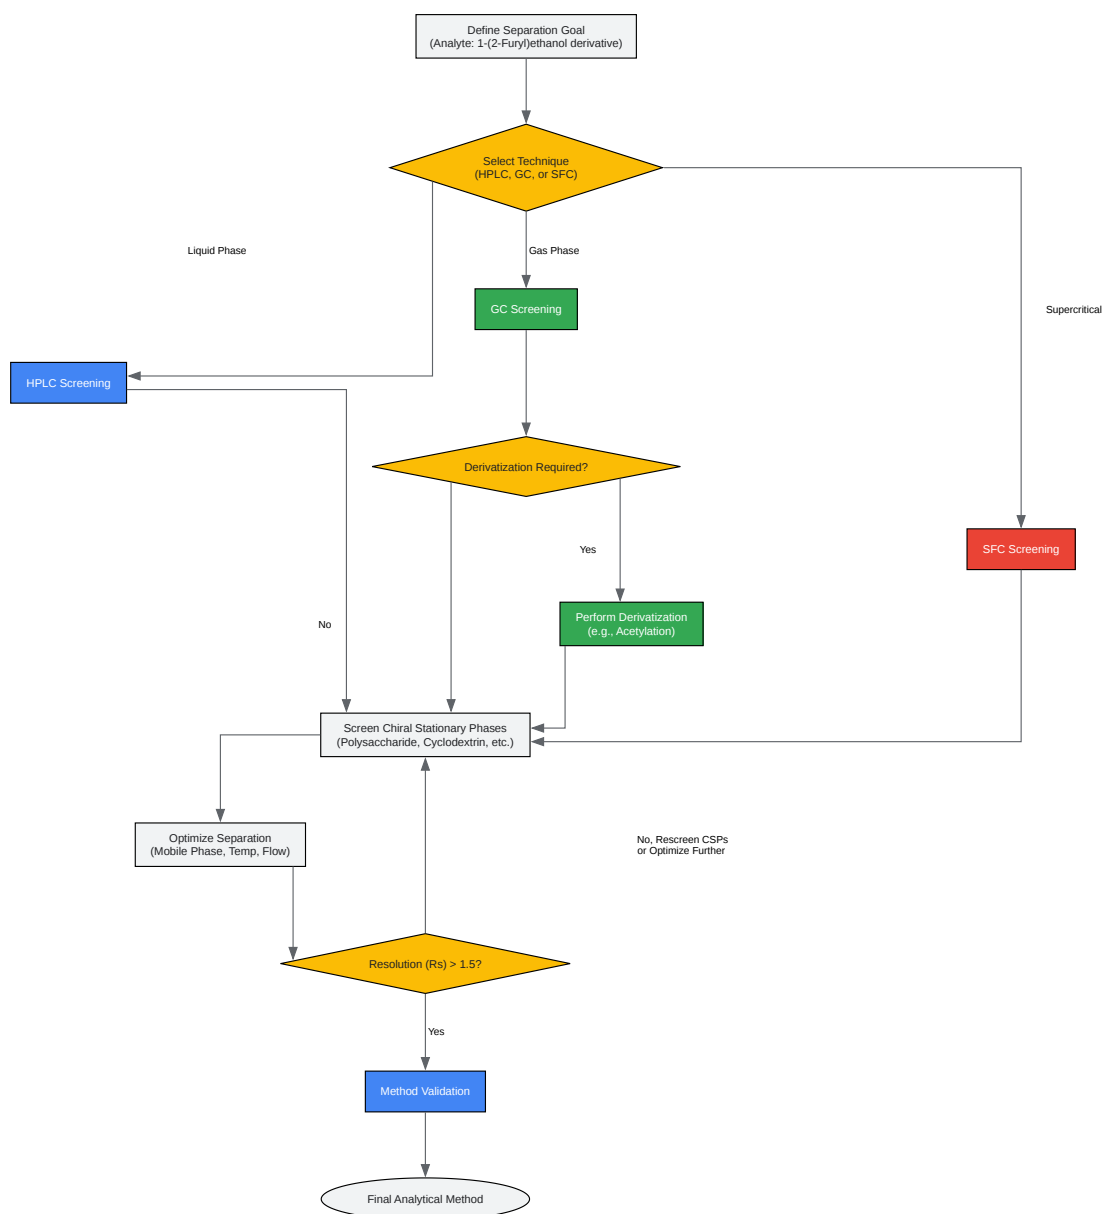 Define Separation Goal
(Analyte: 1-(2-Furyl)ethanol derivative)
Select Technique
(HPLC, GC, or SFC)
Liquid Phase
Gas Phase
GC Screening
Supercritical
HPLC Screening
Derivatization Required?
Yes
SFC Screening
Perform Derivatization
(e.g., Acetylation)
No
Screen Chiral Stationary Phases
(Polysaccharide, Cyclodextrin, etc.)
Optimize Separation
(Mobile Phase, Temp, Flow)
No, Rescreen CSPs
or Optimize Further
Resolution (Rs) > 1.5?
Yes
Method Validation
Final Analytical Method